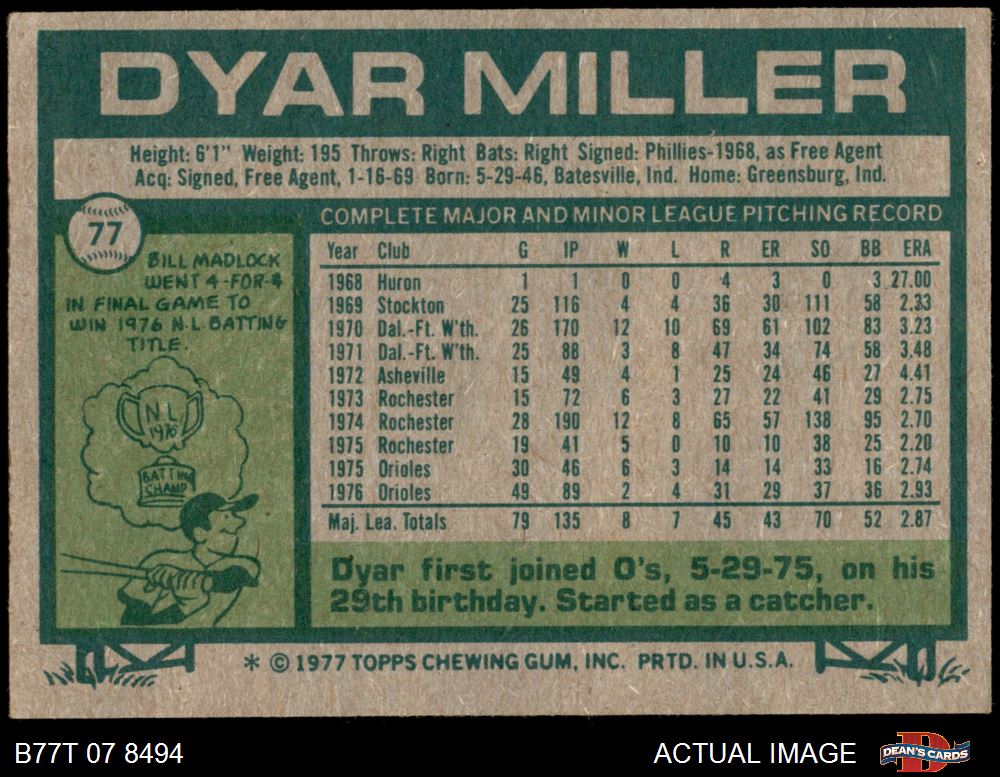 DYAR MILLER
Height: 6'1" Weight: 195 Throws: Right Bats: Right Signed: Phillies-1968, as Free Agent
Acq: Signed, Free Agent, 1-16-69 Born: 5-29-46, Batesville, Ind. Home: Greensburg, Ind.
77
BILL MADLOCK
WENT 4-FOR-4
IN FINAL GAME TO
WIN 1976 N.L. BATTING
TITLE.
N.L.
1976
BATTING
CHAMP
COMPLETE MAJOR AND MINOR LEAGUE PITCHING RECORD
Year Club G IP W L R ER SO BB ERA
1968 Huron 1 1 0 0 4 3 0 3 27.00
1969 Stockton 25 116 4 4 36 30 111 58 2.33
1970 Dal.-Ft. W'th. 26 170 12 10 69 61 102 83 3.23
1971 Dal.-Ft. W'th. 25 88 3 8 47 34 74 58 3.48
1972 Asheville 15 49 4 1 25 24 46 27 4.41
1973 Rochester 15 72 6 3 27 22 41 29 2.75
1974 Rochester 28 190 12 8 65 57 138 95 2.70
1975 Rochester 19 41 5 0 10 10 38 25 2.20
1975 Orioles 30 46 6 3 14 14 33 16 2.74
1976 Orioles 49 89 2 4 31 29 37 36 2.93
Maj. Lea. Totals 79 135 8 7 45 43 70 52 2.87
Dyar first joined O's, 5-29-75, on his
29th birthday. Started as a catcher.
* © 1977 TOPPS CHEWING GUM, INC. PRTD. IN U.S.A.
B77T 07 8494
ACTUAL IMAGE
DEAN'S CARDS